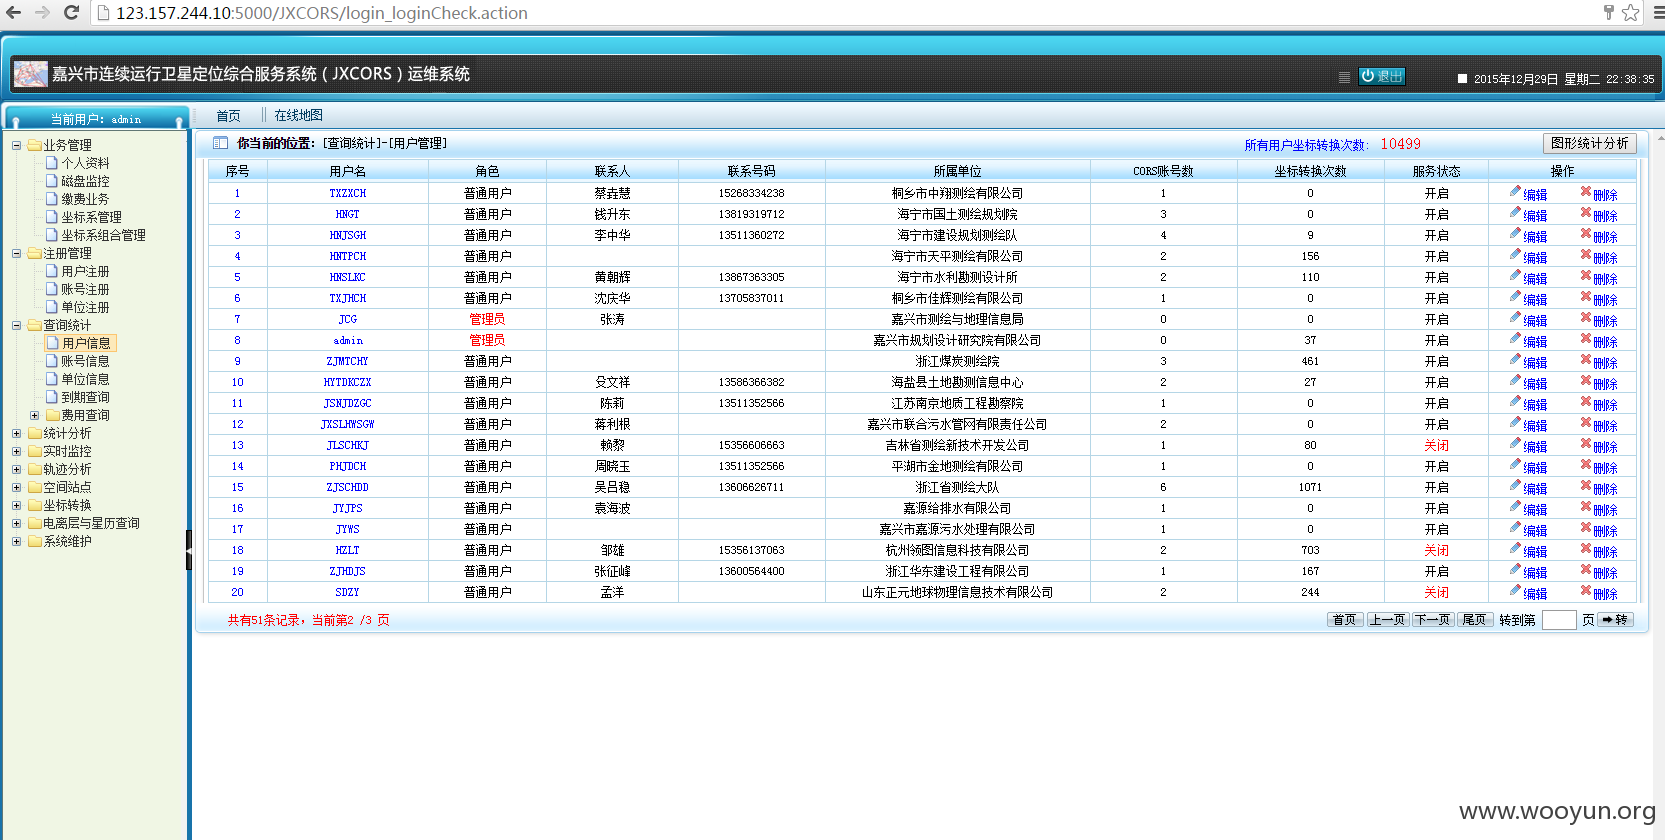 123.157.244.10:5000/JXCORS/login_loginCheck.action
嘉兴市连续运行卫星定位综合服务系统（JXCORS）运维系统
退出
2015年12月29日 星期二 22:38:35
当前用户: admin
首页 在线地图
业务管理
个人资料
磁盘监控
缴费业务
坐标系管理
坐标系组合管理
注册管理
用户注册
账号注册
单位注册
查询统计
用户信息
账号信息
单位信息
到期查询
费用查询
统计分析
实时监控
轨迹分析
空间站点
坐标转换
电离层与星历查询
系统维护
你当前的位置: [查询统计]-[用户管理]
所有用户坐标转换次数: 10499
图形统计分析
序号 用户名 角色 联系人 联系号码 所属单位 CORS账号数 坐标转换次数 服务状态 操作
1 TXZXCH 普通用户 蔡垚慧 15268334238 桐乡市中翔测绘有限公司 1 0 开启 编辑 删除
2 HNGT 普通用户 钱升东 13819319712 海宁市国土测绘规划院 3 0 开启 编辑 删除
3 HNJSGH 普通用户 李中华 13511360272 海宁市建设规划测绘队 4 9 开启 编辑 删除
4 HNTPCH 普通用户 海宁市天平测绘有限公司 2 156 开启 编辑 删除
5 HNSLKC 普通用户 黄朝辉 13867363305 海宁市水利勘测设计所 2 110 开启 编辑 删除
6 TXJHCH 普通用户 沈庆华 13705837011 桐乡市佳辉测绘有限公司 1 0 开启 编辑 删除
7 JCG 管理员 张涛 嘉兴市测绘与地理信息局 0 0 开启 编辑 删除
8 admin 管理员 嘉兴市规划设计研究院有限公司 0 37 开启 编辑 删除
9 ZJMTCHY 普通用户 浙江煤炭测绘院 3 461 开启 编辑 删除
10 HYTDKCZX 普通用户 殳文祥 13586366382 海盐县土地勘测信息中心 2 27 开启 编辑 删除
11 JSNJDZGC 普通用户 陈莉 13511352566 江苏南京地质工程勘察院 1 0 开启 编辑 删除
12 JXSLHWSGW 普通用户 蒋利根 嘉兴市联合污水管网有限责任公司 2 0 开启 编辑 删除
13 JLSCHKJ 普通用户 赖黎 15356606663 吉林省测绘新技术开发公司 1 80 关闭 编辑 删除
14 PHJDCH 普通用户 周晓玉 13511352566 平湖市金地测绘有限公司 1 0 开启 编辑 删除
15 ZJSCHDD 普通用户 吴吕稳 13606626711 浙江省测绘大队 6 1071 开启 编辑 删除
16 JYJPS 普通用户 袁海波 嘉源给排水有限公司 1 0 开启 编辑 删除
17 JYWS 普通用户 嘉兴市嘉源污水处理有限公司 1 0 开启 编辑 删除
18 HZLT 普通用户 邹雄 15356137063 杭州领图信息科技有限公司 2 703 关闭 编辑 删除
19 ZJHDJS 普通用户 张征峰 13600564400 浙江华东建设工程有限公司 1 167 开启 编辑 删除
20 SDZY 普通用户 孟洋 山东正元地球物理信息技术有限公司 2 244 关闭 编辑 删除
共有51条记录，当前第2 /3 页
首页 上一页 下一页 尾页 转到第 页 转
www.wooyun.org